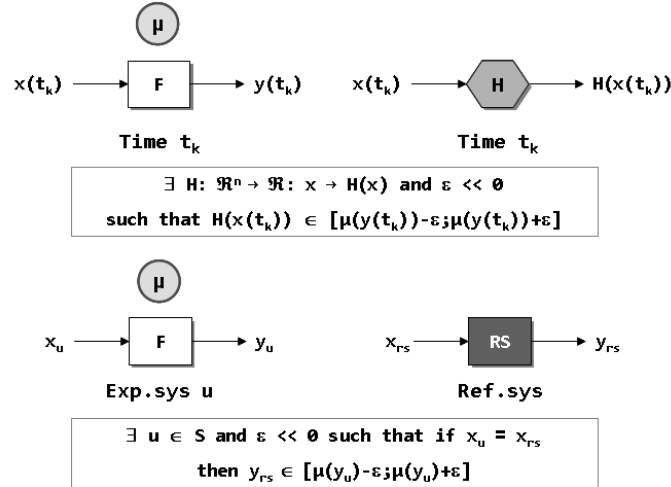 μ
x(tₖ) F y(tₖ) x(tₖ) H H(x(tₖ))
Time tₖ Time tₖ
∃ H: ℜⁿ → ℜ: x → H(x) and ε << 0
such that H(x(tₖ)) ∈ [μ(y(tₖ))-ε;μ(y(tₖ))+ε]
μ
xᵤ F yᵤ xᵣₛ RS yᵣₛ
Exp.sys u Ref.sys
∃ u ∈ S and ε << 0 such that if xᵤ = xᵣₛ
then yᵣₛ ∈ [μ(yᵤ)-ε;μ(yᵤ)+ε]